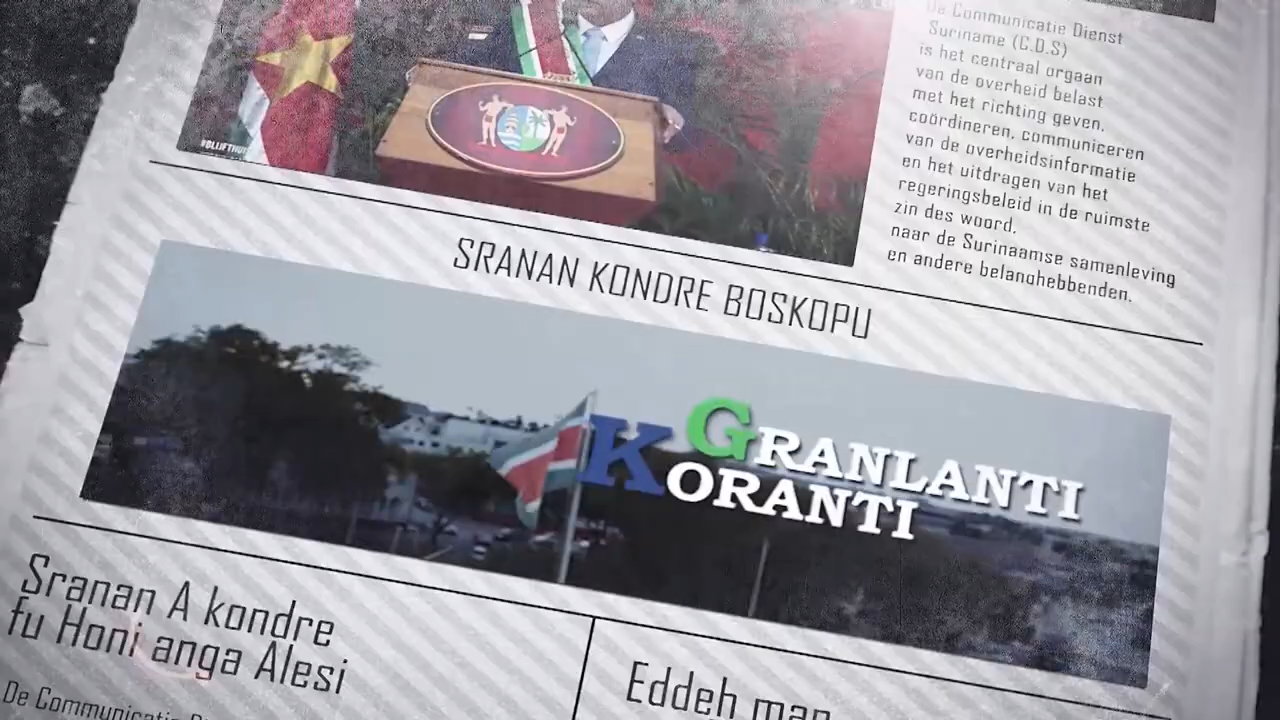 De Communicatie Dienst
Suriname (C.D.S)
is het centraal orgaan
van de overheid belast
met het richting geven,
coördineren, communiceren
van de overheidsinformatie
en het uitdragen van het
regeringsbeleid in de ruimste
zin des woord.
naar de Surinaamse samenleving
en andere belanghebbenden.
SRANAN KONDRE BOSKOPU
GRANLANTI
KORANTI
Sranan A kondre
fu Honi anga Alesi
De Communicatie
Eddeh man